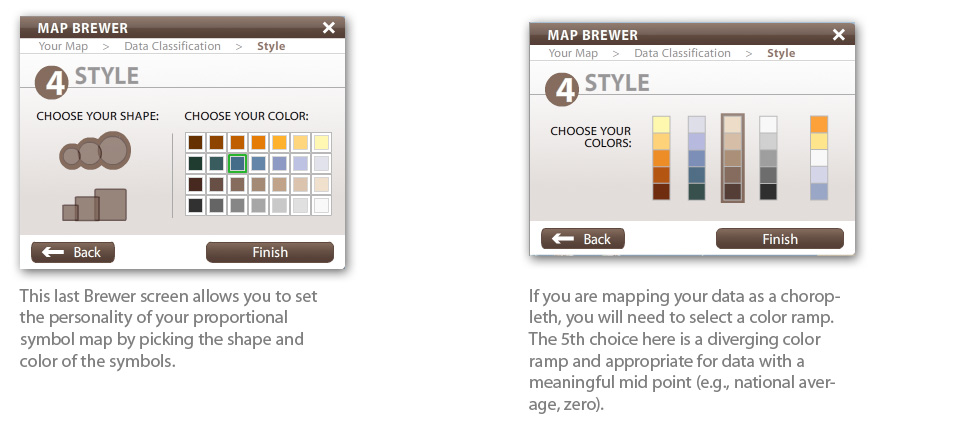 MAP BREWER
Your Map > Data Classification > Style
4 STYLE
CHOOSE YOUR SHAPE:
CHOOSE YOUR COLOR:
Back
Finish
This last Brewer screen allows you to set
the personality of your proportional
symbol map by picking the shape and
color of the symbols.
MAP BREWER
Your Map > Data Classification > Style
4 STYLE
CHOOSE YOUR
COLORS:
Back
Finish
If you are mapping your data as a chorop-
leth, you will need to select a color ramp.
The 5th choice here is a diverging color
ramp and appropriate for data with a
meaningful mid point (e.g., national aver-
age, zero).